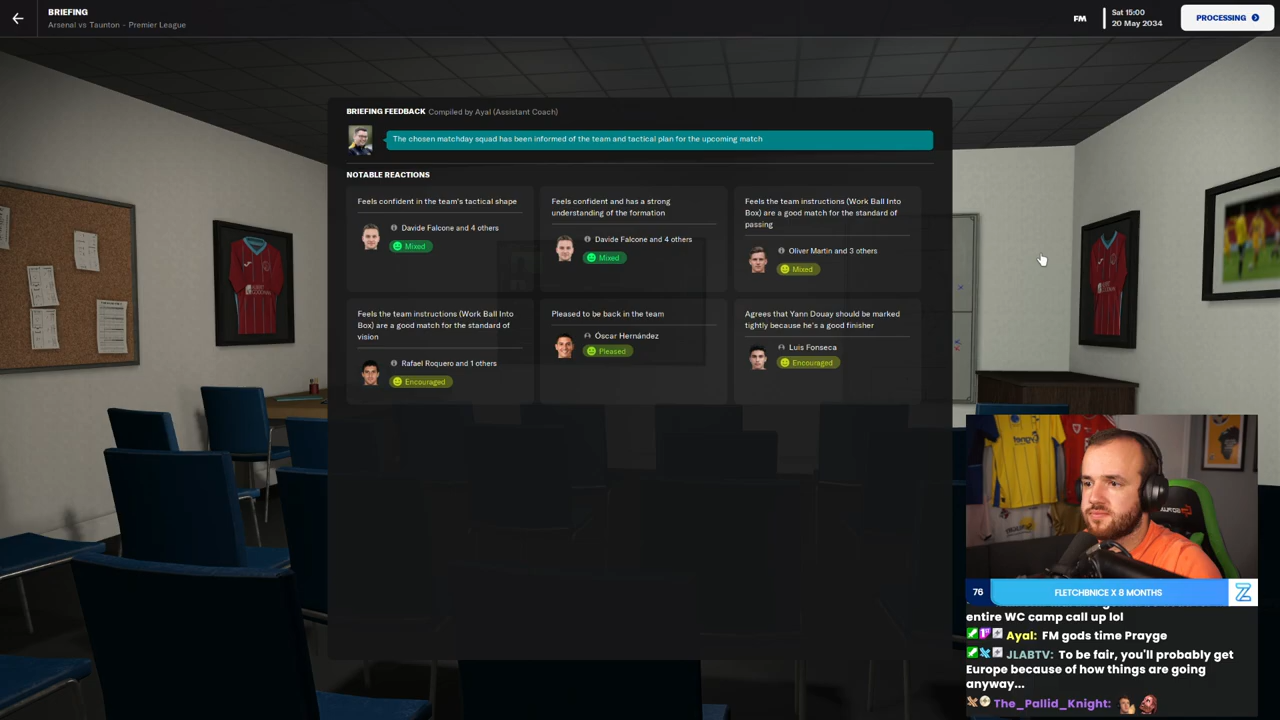 BRIEFING
Arsenal vs Taunton - Premier League
FM
Sat 15:00
20 May 2034
PROCESSING
BRIEFING FEEDBACK Compiled by Ayal (Assistant Coach)
The chosen matchday squad has been informed of the team and tactical plan for the upcoming match
NOTABLE REACTIONS
Feels confident in the team's tactical shape
Davide Falcone and 4 others
Mixed
Feels confident and has a strong
understanding of the formation
Davide Falcone and 4 others
Mixed
Feels the team instructions (Work Ball Into
Box) are a good match for the standard of
passing
Oliver Martin and 3 others
Mixed
Feels the team instructions (Work Ball Into
Box) are a good match for the standard of
vision
Rafael Roquero and 1 others
Encouraged
Pleased to be back in the team
Óscar Hernández
Pleased
Agrees that Yann Douay should be marked
tightly because he's a good finisher
Luis Fonseca
Encouraged
76
FLETCHBNICE X 8 MONTHS
entire WC camp call up lol
Ayal: FM gods time Prayge
JLABTV: To be fair, you'll probably get
Europe because of how things are going
anyway...
The_Pallid_Knight: